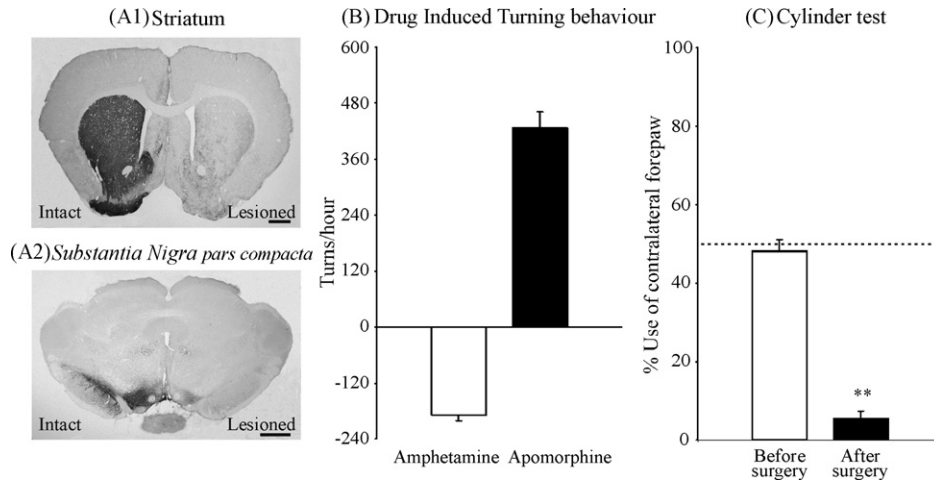 (A1) Striatum
Intact
Lesioned
(A2) Substantia Nigra pars compacta
Intact
Lesioned
(B) Drug Induced Turning behaviour
Turns/hour
600
480
360
240
120
0
-120
-240
Amphetamine
Apomorphine
(C) Cylinder test
% Use of contralateral forepaw
100
80
60
40
20
0
**
Before
surgery
After
surgery